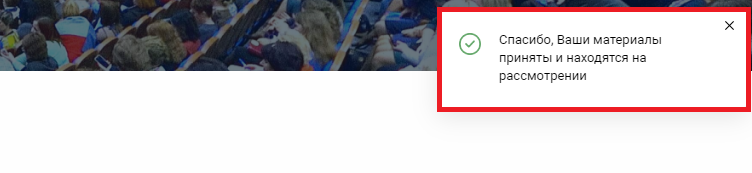 Спасибо, Ваши материалы
приняты и находятся на
рассмотрении